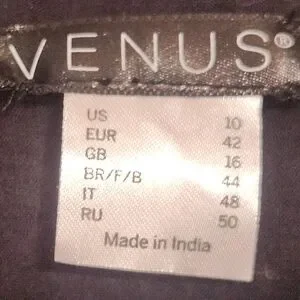 VENUS®
US 10
EUR 42
GB 16
BR/F/B 44
IT 48
RU 50
Made in India